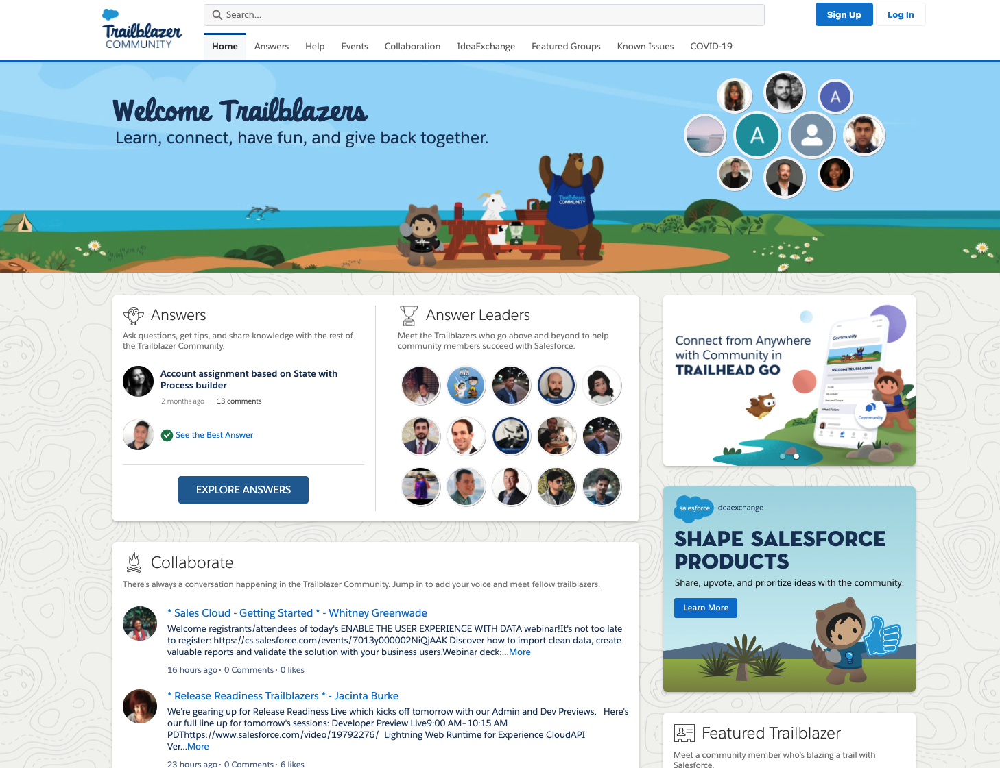 Trailblazer
COMMUNITY
Search...
Sign Up
Log In
Home
Answers
Help
Events
Collaboration
IdeaExchange
Featured Groups
Known Issues
COVID-19
Welcome Trailblazers
Learn, connect, have fun, and give back together.
A
A
Trailblazer
COMMUNITY
Answers
Ask questions, get tips, and share knowledge with the rest of
the Trailblazer Community.
Account assignment based on State with
Process builder
2 months ago · 13 comments
See the Best Answer
EXPLORE ANSWERS
Answer Leaders
Meet the Trailblazers who go above and beyond to help
community members succeed with Salesforce.
Connect from Anywhere
with Community in
TRAILHEAD GO
Community
WELCOME TRAILBLAZERS
Community
salesforce ideaexchange
SHAPE SALESFORCE
PRODUCTS
Share, upvote, and prioritize ideas with the community.
Learn More
Collaborate
There's always a conversation happening in the Trailblazer Community. Jump in to add your voice and meet fellow trailblazers.
* Sales Cloud - Getting Started * - Whitney Greenwade
Welcome registrants/attendees of today's ENABLE THE USER EXPERIENCE WITH DATA webinar!It's not too late
to register: https://cs.salesforce.com/events/7013y000002NiQjAAK Discover how to import clean data, create
valuable reports and validate the solution with your business users.Webinar deck:...More
16 hours ago · 0 Comments · 0 likes
* Release Readiness Trailblazers * - Jacinta Burke
We're gearing up for Release Readiness Live which kicks off tomorrow with our Admin and Dev Previews. Here's
our full line up for tomorrow's sessions: Developer Preview Live9:00 AM–10:15 AM
PDThttps://www.salesforce.com/video/19792276/ Lightning Web Runtime for Experience CloudAPI
Ver...More
23 hours ago · 0 Comments · 6 likes
Featured Trailblazer
Meet a community member who's blazing a trail with
Salesforce.